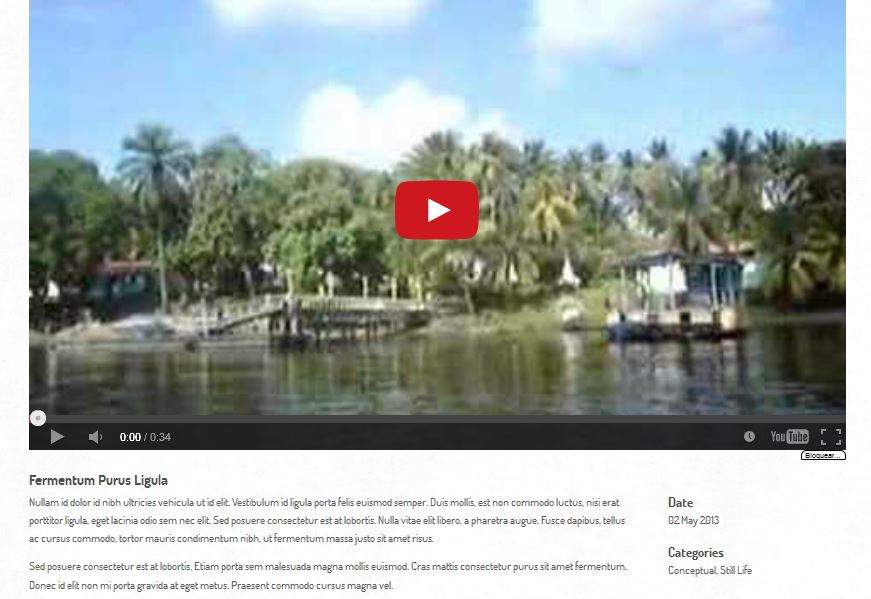 0:00 / 0:34
YouTube
Bloquear...
Fermentum Purus Ligula
Nullam id dolor id nibh ultricies vehicula ut id elit. Vestibulum id ligula porta felis euismod semper. Duis mollis, est non commodo luctus, nisi erat
porttitor ligula, eget lacinia odio sem nec elit. Sed posuere consectetur est at lobortis. Nulla vitae elit libero, a pharetra augue. Fusce dapibus, tellus
ac cursus commodo, tortor mauris condimentum nibh, ut fermentum massa justo sit amet risus.
Sed posuere consectetur est at lobortis. Etiam porta sem malesuada magna mollis euismod. Cras mattis consectetur purus sit amet fermentum.
Donec id elit non mi porta gravida at eget metus. Praesent commodo cursus magna vel.
Date
02 May 2013
Categories
Conceptual, Still Life